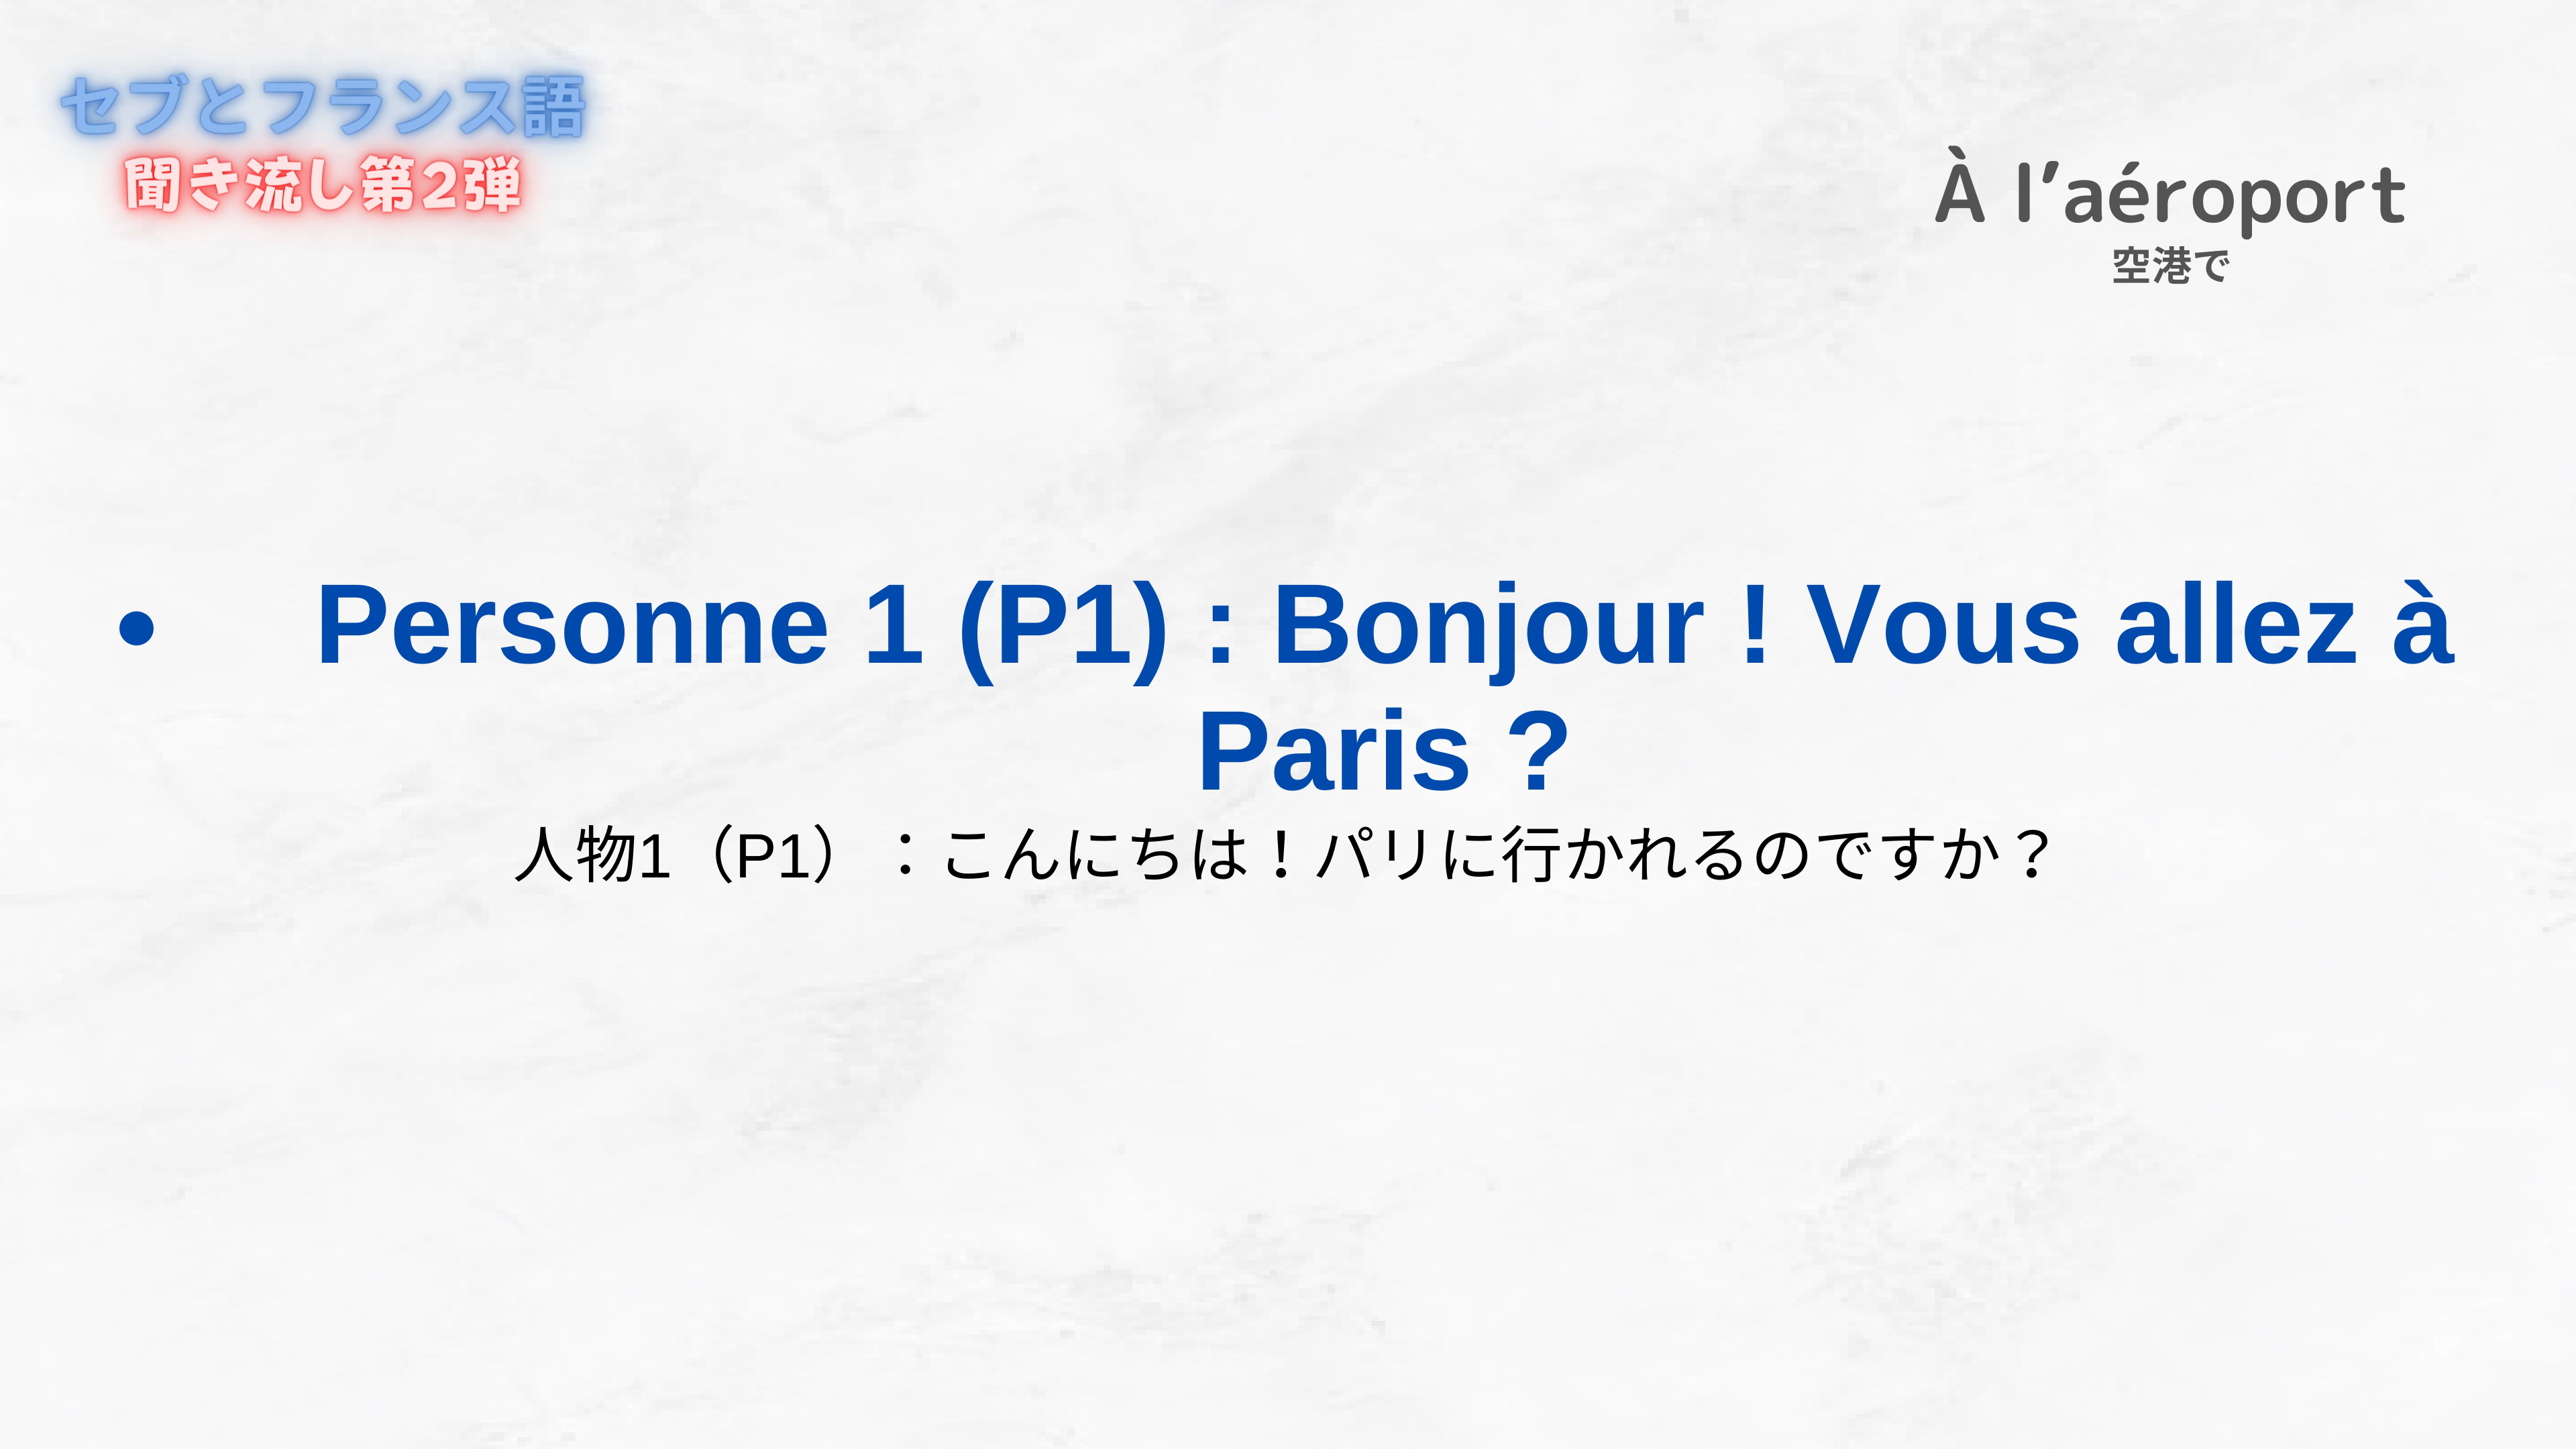 セブとフランス語
聞き流し第2弾
À l’aéroport
空港で
• Personne 1 (P1) : Bonjour ! Vous allez à
Paris ?
人物1（P1）：こんにちは！パリに行かれるのですか？